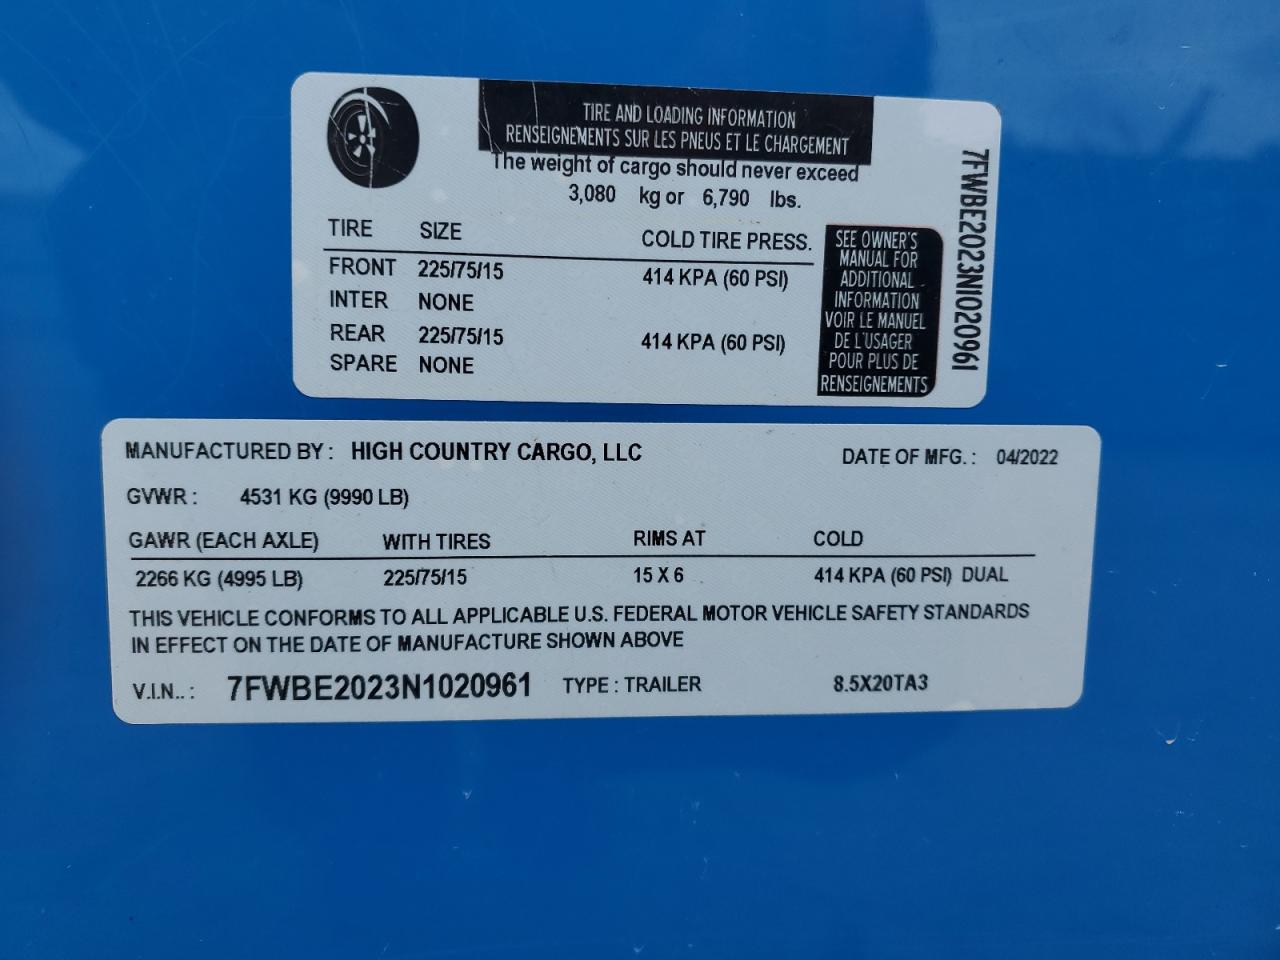 TIRE AND LOADING INFORMATION
RENSEIGNEMENTS SUR LES PNEUS ET LE CHARGEMENT
The weight of cargo should never exceed
3,080 kg or 6,790 lbs.
TIRE SIZE COLD TIRE PRESS.
FRONT 225/75/15 414 KPA (60 PSI)
INTER NONE
REAR 225/75/15 414 KPA (60 PSI)
SPARE NONE
SEE OWNER'S
MANUAL FOR
ADDITIONAL
INFORMATION
VOIR LE MANUEL
DE L'USAGER
POUR PLUS DE
RENSEIGNEMENTS
7FWBE2023N1020961
MANUFACTURED BY : HIGH COUNTRY CARGO, LLC DATE OF MFG. : 04/2022
GVWR : 4531 KG (9990 LB)
GAWR (EACH AXLE) WITH TIRES RIMS AT COLD
2266 KG (4995 LB) 225/75/15 15 X 6 414 KPA (60 PSI) DUAL
THIS VEHICLE CONFORMS TO ALL APPLICABLE U.S. FEDERAL MOTOR VEHICLE SAFETY STANDARDS
IN EFFECT ON THE DATE OF MANUFACTURE SHOWN ABOVE
V.I.N.. : 7FWBE2023N1020961 TYPE : TRAILER 8.5X20TA3